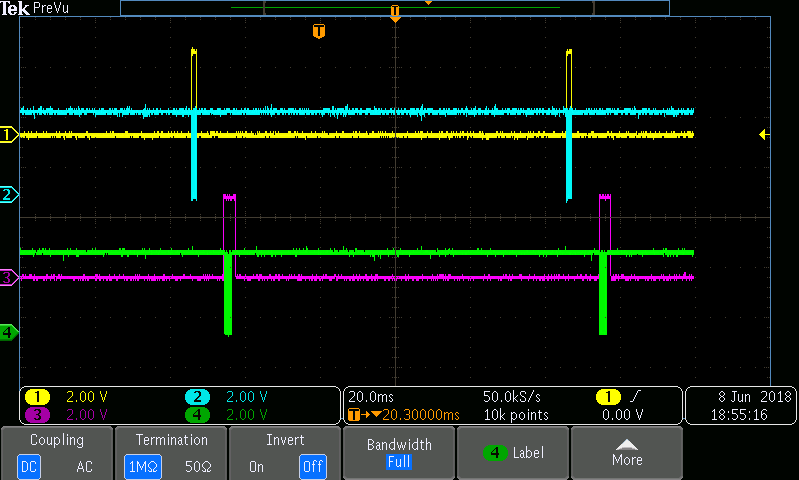 Tek PreVu
T
T
1
2
3
4
1 2.00 V 2 2.00 V
3 2.00 V 4 2.00 V
20.0ms 50.0kS/s 1
T 20.30000ms 10k points 0.00 V
8 Jun 2018
18:55:16
Coupling
DC AC
Termination
1MΩ 50Ω
Invert
On Off
Bandwidth
Full
4 Label
More